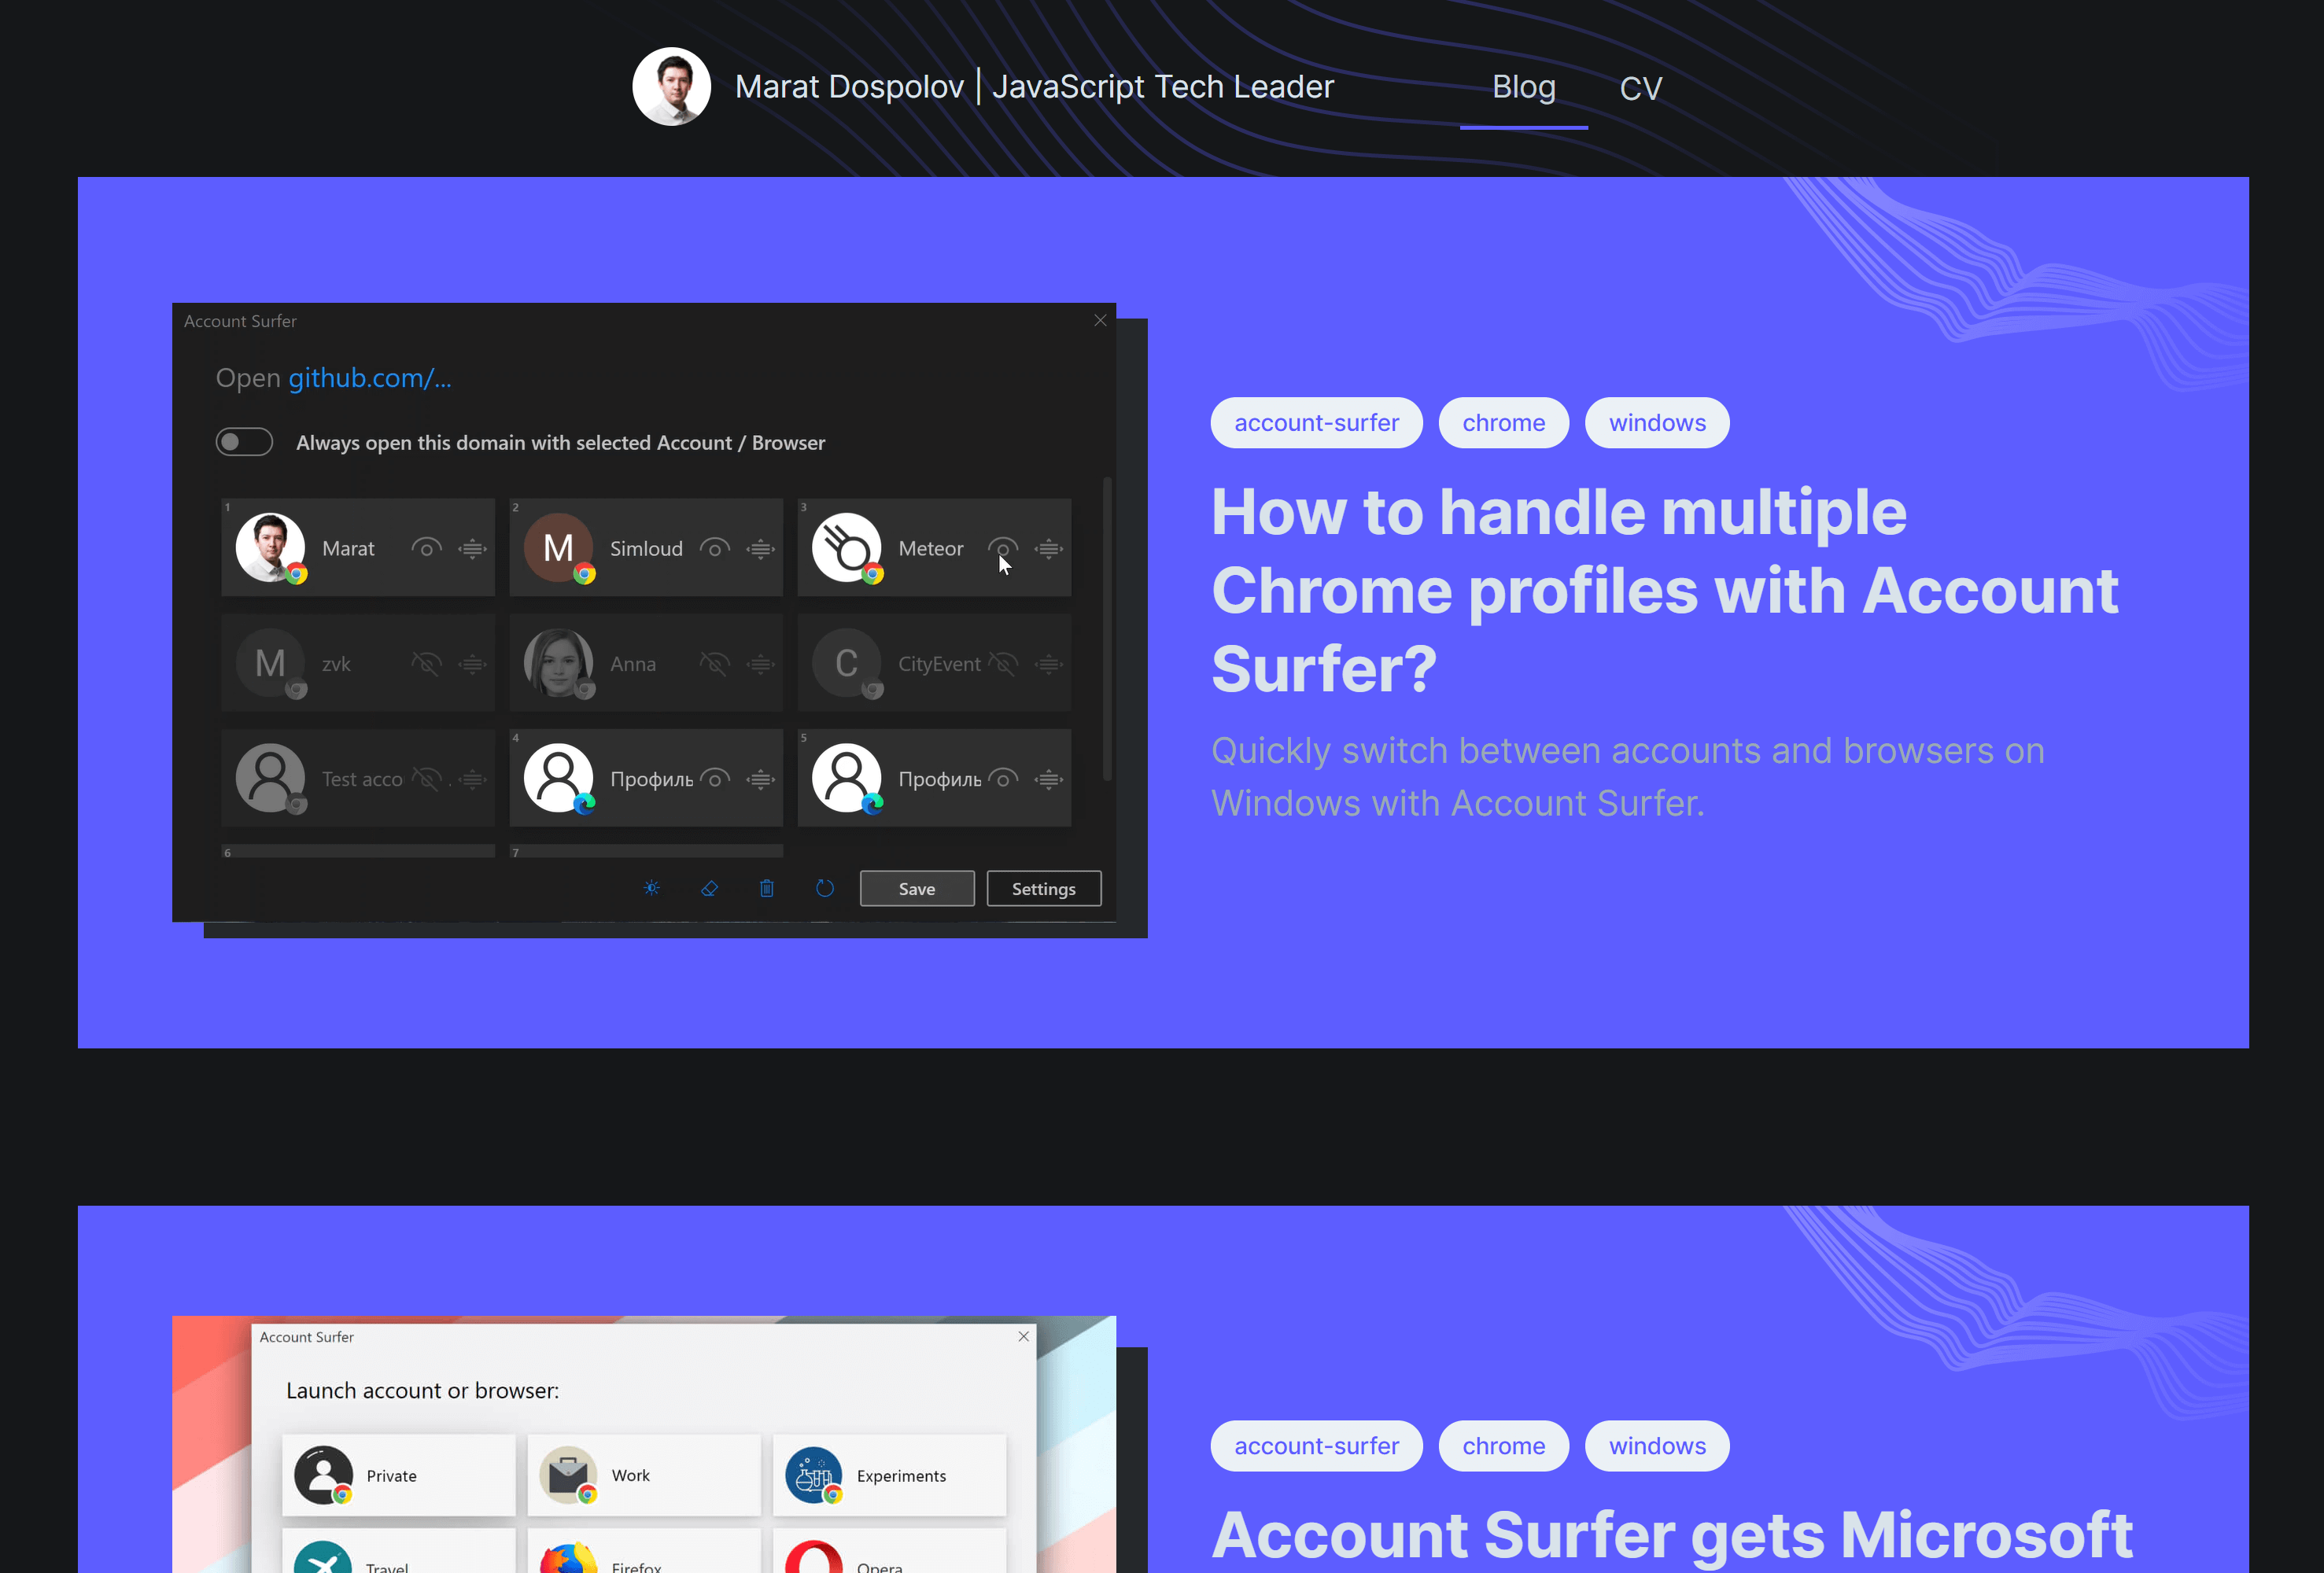 Marat Dospolov | JavaScript Tech Leader
Blog
CV
Account Surfer
Open github.com/...
Always open this domain with selected Account / Browser
1
Marat
2
M
Simloud
3
Meteor
M
zvk
Anna
C
CityEvent
Test acco
4
Профиль
5
Профиль
6
7
Save
Settings
account-surfer
chrome
windows
How to handle multiple
Chrome profiles with Account
Surfer?
Quickly switch between accounts and browsers on
Windows with Account Surfer.
Account Surfer
Launch account or browser:
Private
Work
Experiments
Travel
Firefox
Opera
account-surfer
chrome
windows
Account Surfer gets Microsoft